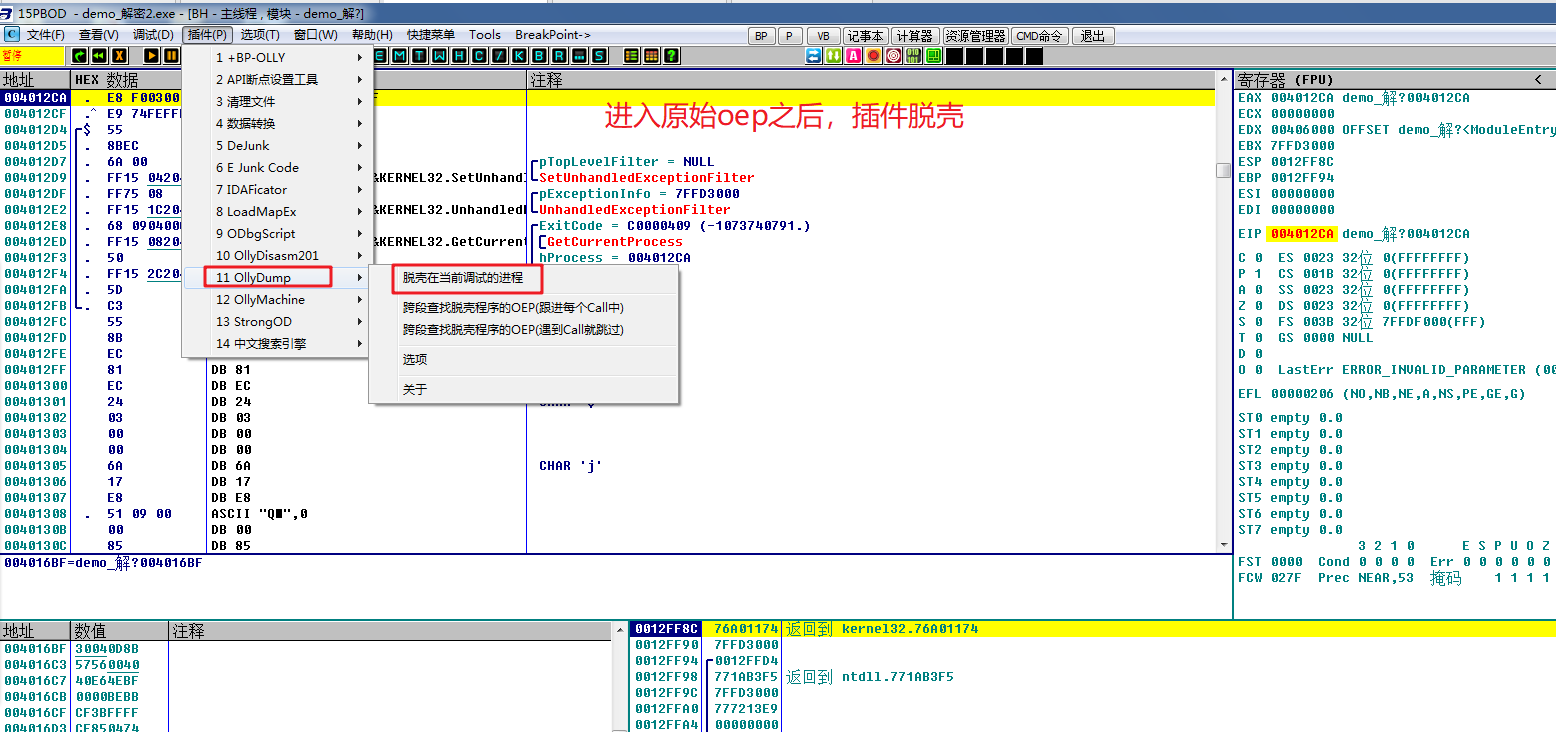 15PBOD - demo_解密2.exe - [BH - 主线程 , 模块 - demo_解?]
C 文件(F) 查看(V) 调试(D) 插件(P) 选项(T) 窗口(W) 帮助(H) 快捷菜单 Tools BreakPoint-> BP P VB 记事本 计算器 资源管理器 CMD命令 退出
暂停 E M T W H C / K B R ... S ?
地址 HEX 数据 注释
004012CA . E8 F00300
004012CF .^ E9 74FEFF
004012D4 $ 55
004012D5 . 8BEC
004012D7 . 6A 00
004012D9 . FF15 0420 &KERNEL32.SetUnhand
004012DF . FF75 08
004012E2 . FF15 1C20 &KERNEL32.Unhandled
004012E8 . 68 090400
004012ED . FF15 0820 &KERNEL32.GetCurren
004012F3 . 50
004012F4 . FF15 2C20
004012FA . 5D
004012FB . C3
004012FC 55
004012FD 8B
004012FE EC
004012FF 81 DB 81
00401300 EC DB EC
00401301 24 DB 24
00401302 03 DB 03
00401303 00 DB 00
00401304 00 DB 00
00401305 6A DB 6A CHAR 'j'
00401306 17 DB 17
00401307 E8 DB E8
00401308 . 51 09 00 ASCII "Q
0040130B 00 DB 00
0040130C 85 DB 85
进入原始oep之后，插件脱壳
pTopLevelFilter = NULL
SetUnhandledExceptionFilter
pExceptionInfo = 7FFD3000
UnhandledExceptionFilter
ExitCode = C0000409 (-1073740791.)
GetCurrentProcess
hProcess = 004012CA
1 +BP-OLLY
2 API断点设置工具
3 清理文件
4 数据转换
5 DeJunk
6 E Junk Code
7 IDAFicator
8 LoadMapEx
9 ODbgScript
10 OllyDisasm201
11 OllyDump
12 OllyMachine
13 StrongOD
14 中文搜索引擎
脱壳在当前调试的进程
跨段查找脱壳程序的OEP(跟进每个Call中)
跨段查找脱壳程序的OEP(遇到Call就跳过)
选项
关于
寄存器 (FPU) <
EAX 004012CA demo_解?004012CA
ECX 00000000
EDX 00406000 OFFSET demo_解?<ModuleEntry
EBX 7FFD3000
ESP 0012FF8C
EBP 0012FF94
ESI 00000000
EDI 00000000
EIP 004012CA demo_解?004012CA
C 0 ES 0023 32位 0(FFFFFFFF)
P 1 CS 001B 32位 0(FFFFFFFF)
A 0 SS 0023 32位 0(FFFFFFFF)
Z 0 DS 0023 32位 0(FFFFFFFF)
S 0 FS 003B 32位 7FFDF000(FFF)
T 0 GS 0000 NULL
D 0
O 0 LastErr ERROR_INVALID_PARAMETER (00
EFL 00000206 (NO,NB,NE,A,NS,PE,GE,G)
ST0 empty 0.0
ST1 empty 0.0
ST2 empty 0.0
ST3 empty 0.0
ST4 empty 0.0
ST5 empty 0.0
ST6 empty 0.0
ST7 empty 0.0
3 2 1 0 E S P U O Z
FST 0000 Cond 0 0 0 0 Err 0 0 0 0 0 0
FCW 027F Prec NEAR,53 掩码 1 1 1 1
004016BF=demo_解?004016BF
地址 数值 注释
004016BF 30040D8B
004016C3 57560040
004016C7 40E64EBF
004016CB 0000BEBB
004016CF CF3BFFFF
004016D3 CF850474
0012FF8C 76A01174 返回到 kernel32.76A01174
0012FF90 7FFD3000
0012FF94 0012FFD4
0012FF98 771AB3F5 返回到 ntdll.771AB3F5
0012FF9C 7FFD3000
0012FFA0 777213E9
0012FFA4 00000000